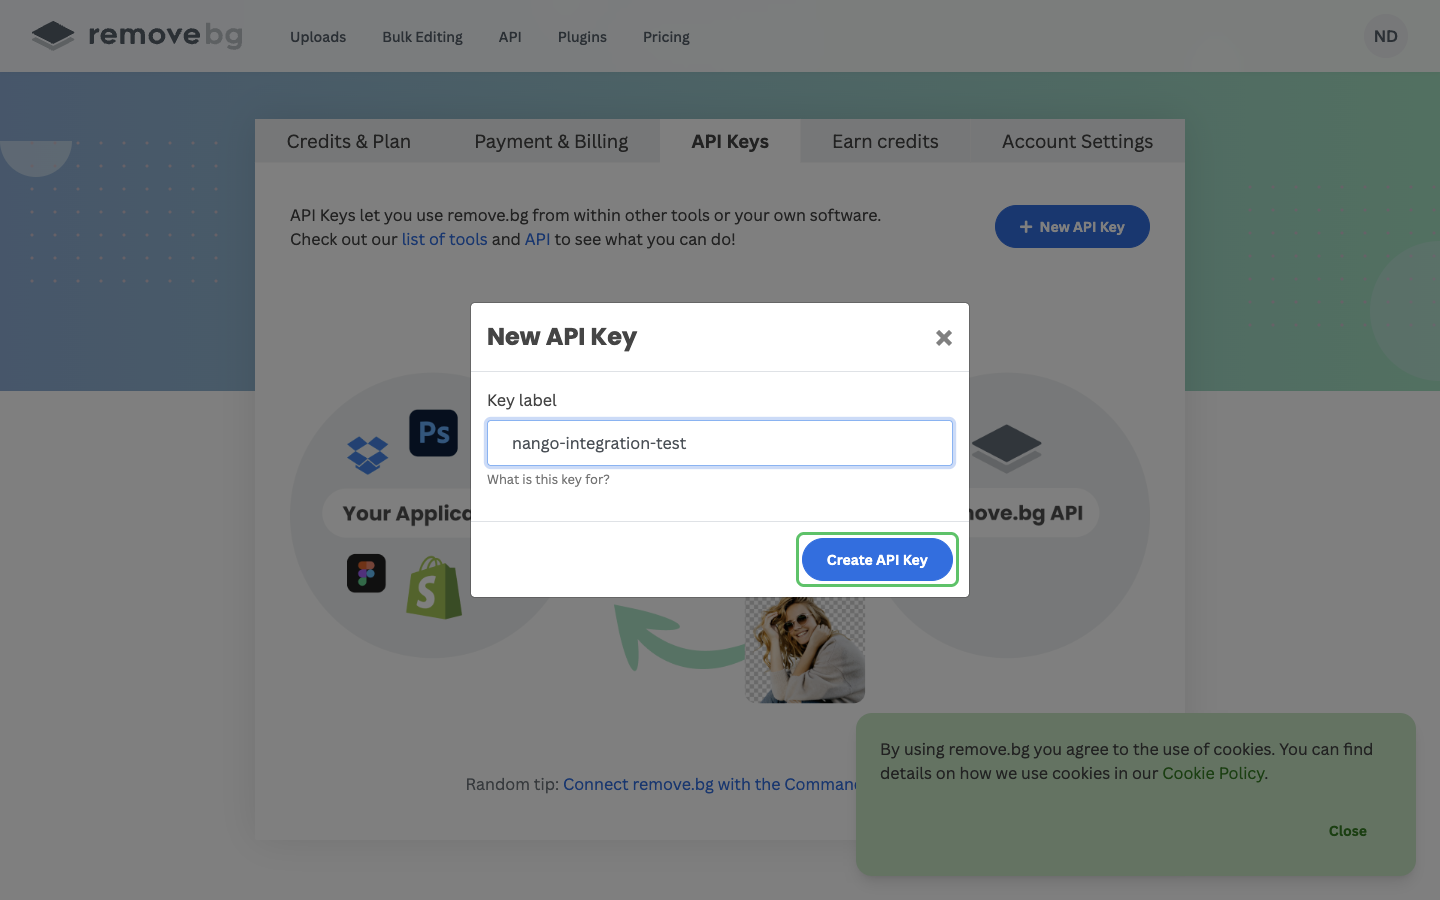 removebg
Uploads
Bulk Editing
API
Plugins
Pricing
ND
Credits & Plan
Payment & Billing
API Keys
Earn credits
Account Settings
API Keys let you use remove.bg from within other tools or your own software.
Check out our list of tools and API to see what you can do!
+ New API Key
New API Key
Key label
nango-integration-test
What is this key for?
Create API Key
Ps
Your Applica
nove.bg API
Random tip: Connect remove.bg with the Comman
By using remove.bg you agree to the use of cookies. You can find
details on how we use cookies in our Cookie Policy.
Close